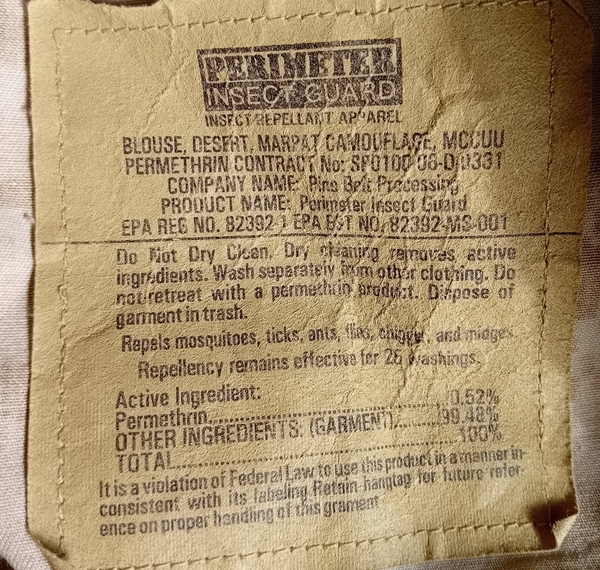 PERIMETER
INSECT GUARD
INSECT REPELLANT APPAREL
BLOUSE, DESERT, MARPAT CAMOUFLAGE, MCCUU
PERMETHRIN CONTRACT No: SP0100-06-D-0331
COMPANY NAME: Pine Belt Processing
PRODUCT NAME: Perimeter Insect Guard
EPA REG NO. 82392-1 EPA EST NO. 82392-MS-001
Do Not Dry Clean. Dry cleaning removes active
ingredients. Wash separately from other clothing. Do
not retreat with a permethrin product. Dispose of
garment in trash.
Repels mosquitoes, ticks, ants, flies, chigger, and midges.
Repellency remains effective for 25 washings.
Active Ingredient:
Permethrin..............................0.52%
OTHER INGREDIENTS: (GARMENT)......99.48%
TOTAL..............................100%
It is a violation of Federal Law to use this product in a manner in-
consistent with its labeling. Retain hangtag for future refer-
ence on proper handling of this grament